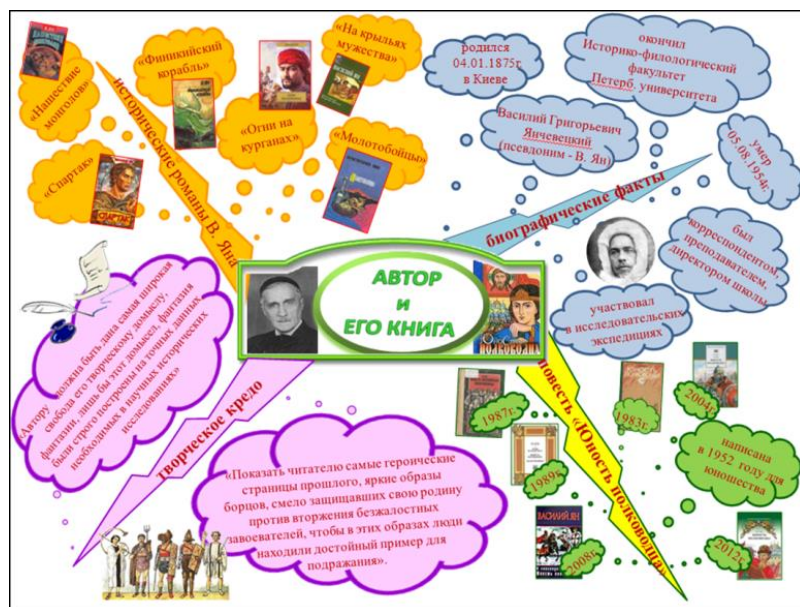 «Нашествие
монголов»
«Финикийский
корабль»
«На крыльях
мужества»
«Огни на
курганах»
«Молотобойцы»
«Спартак»
СПАРТАК
исторические романы В. Яна
родился
04.01.1875г.
в Киеве
окончил
Историко-филологический
факультет
Петерб. университета
Василий Григорьевич
Янчевецкий
(псевдоним - В. Ян)
умер
05.08.1954г.
биографические факты
был
корреспондентом,
преподавателем,
директором школы
участвовал
в исследовательских
экспедициях
АВТОР
и
ЕГО КНИГА
«Автору должна быть дана самая широкая
свобода его творческому домыслу,
фантазии, лишь бы этот домысел, фантазия
были строго построены на точных данных,
необходимых в научных исторических
исследованиях»
творческое кредо
«Показать читателю самые героические
страницы прошлого, яркие образы
борцов, смело защищавших свою родину
против вторжения безжалостных
завоевателей, чтобы в этих образах люди
находили достойный пример для
подражания».
повесть «Юность полководца»
1987г.
1983г.
2004г.
1989г.
написана
в 1952 году для
юношества
ВАСИЛИЙ ЯН
2008г.
2012г.